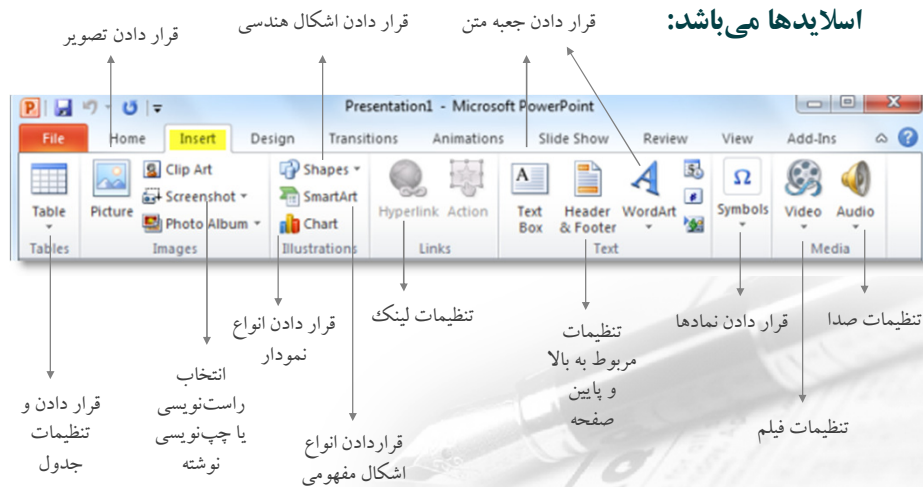 اسلایدها می‌باشد:
قرار دادن جعبه متن
قرار دادن اشکال هندسی
قرار دادن تصویر
Presentation1 - Microsoft PowerPoint
File Home Insert Design Transitions Animations Slide Show Review View Add-Ins
Table
Tables
Picture
Clip Art
Screenshot
Photo Album
Images
Shapes
SmartArt
Chart
Illustrations
Hyperlink
Action
Links
Text
Box
Header
& Footer
WordArt
Text
Symbols
Video
Audio
Media
تنظیمات صدا
تنظیمات فیلم
قرار دادن نمادها
تنظیمات
مربوط به بالا
و پایین
صفحه
تنظیمات لینک
قراردادن انواع
اشکال مفهومی
قرار دادن انواع
نمودار
انتخاب
راست‌نویسی
یا چپ‌نویسی
نوشته
قرار دادن و
تنظیمات
جدول